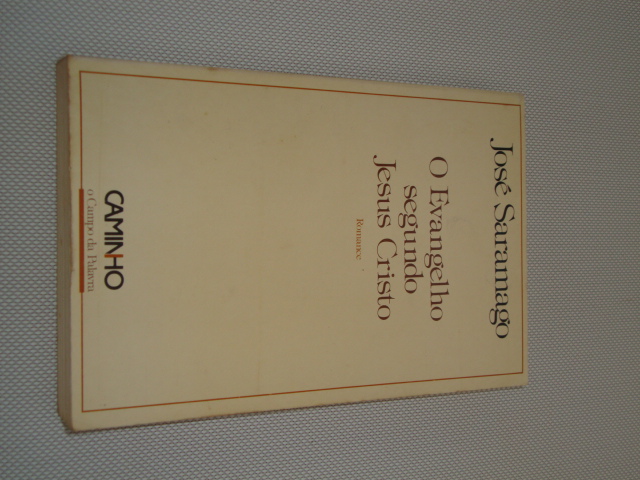 José Saramago
O Evangelho
segundo
Jesus Cristo
Romance
CAMINHO
o Campo da Palavra